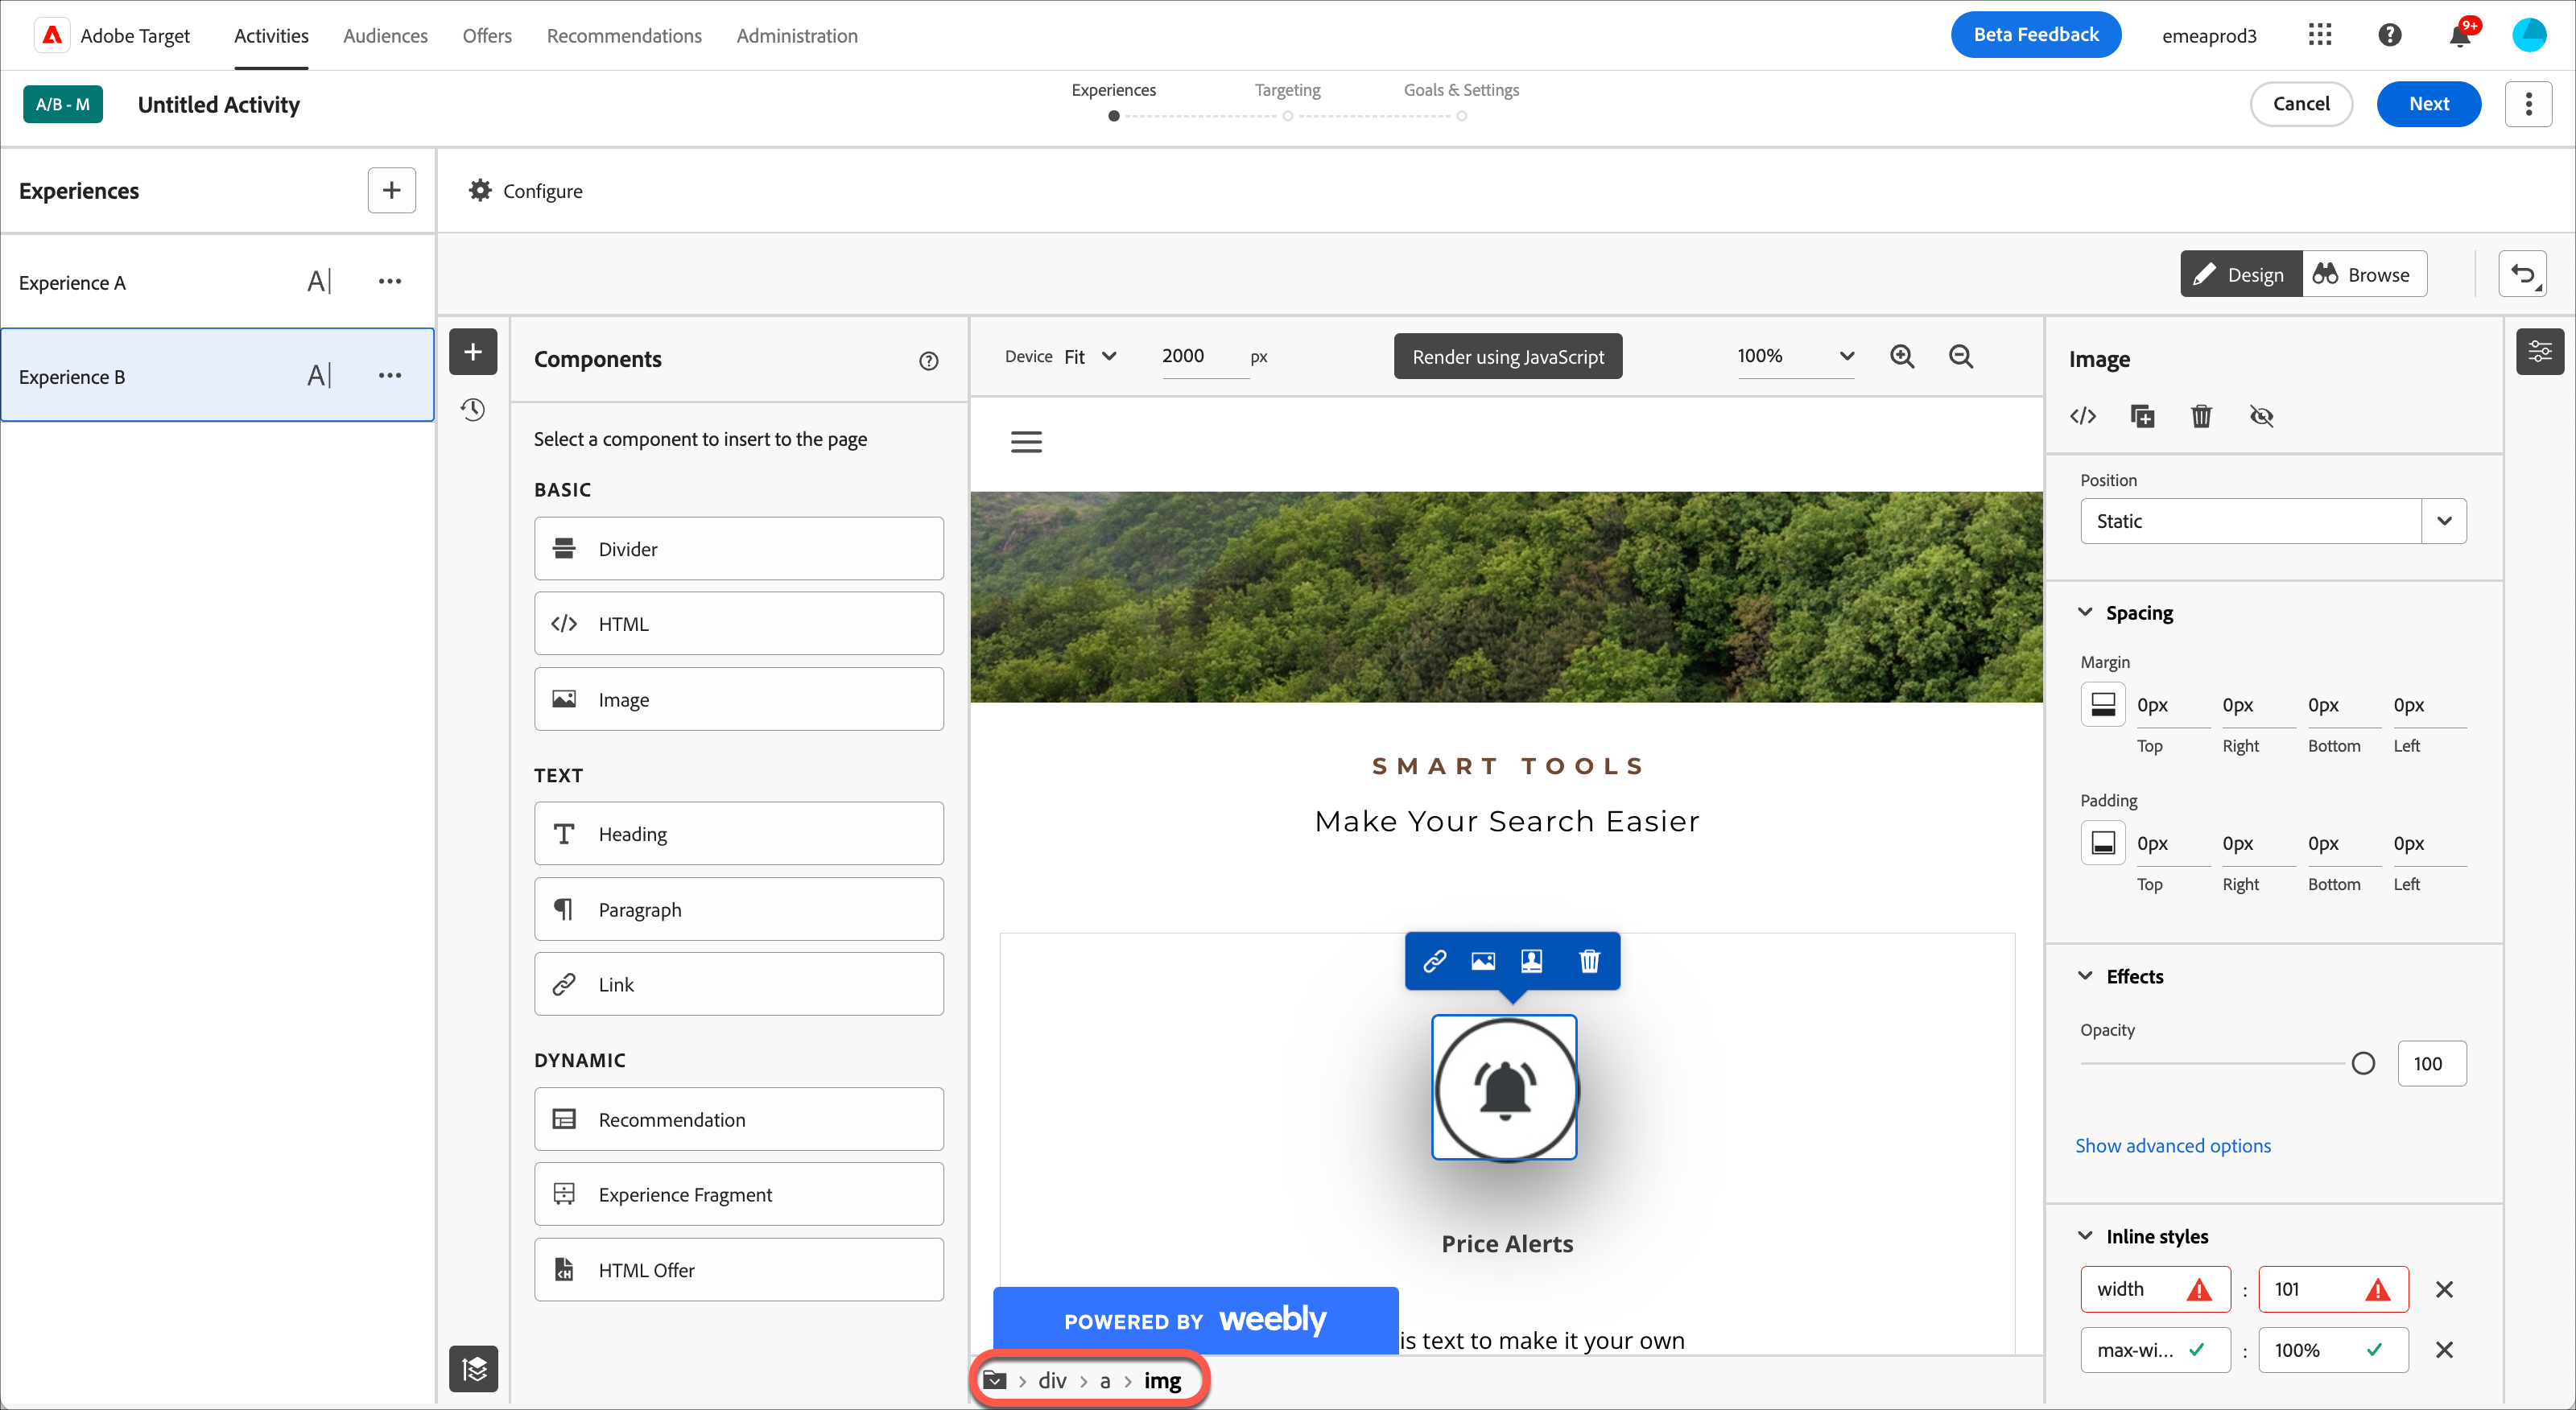 Adobe Target Activities Audiences Offers Recommendations Administration Beta Feedback emeaprod3 9+
A/B - M Untitled Activity Experiences Targeting Goals & Settings Cancel Next
Experiences
Configure
Experience A A
Design Browse
Experience B A
Components
Device Fit 2000 px Render using JavaScript 100%
Image
Select a component to insert to the page
BASIC
Divider
HTML
Image
TEXT
Heading
Paragraph
Link
DYNAMIC
Recommendation
Experience Fragment
HTML Offer
SMART TOOLS
Make Your Search Easier
Price Alerts
POWERED BY weebly
is text to make it your own
div > a > img
Position
Static
Spacing
Margin
0px 0px 0px 0px
Top Right Bottom Left
Padding
0px 0px 0px 0px
Top Right Bottom Left
Effects
Opacity
100
Show advanced options
Inline styles
width : 101
max-wi... : 100%